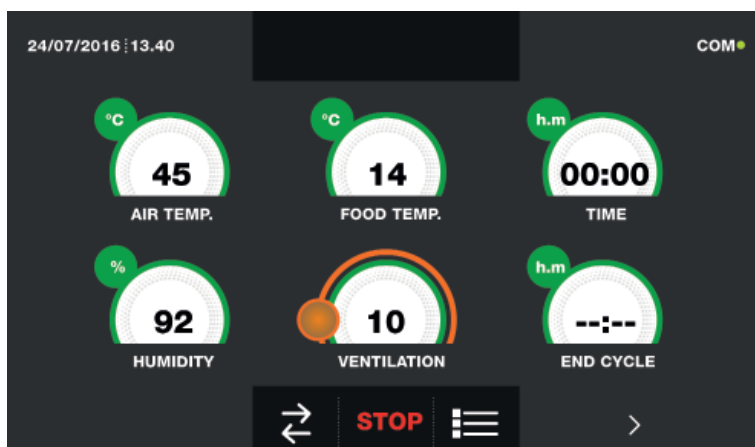 24/07/2016 13.40
COM
°C
°C
h.m
45
14
00:00
AIR TEMP.
FOOD TEMP.
TIME
%
h.m
92
10
--:--
HUMIDITY
VENTILATION
END CYCLE
STOP